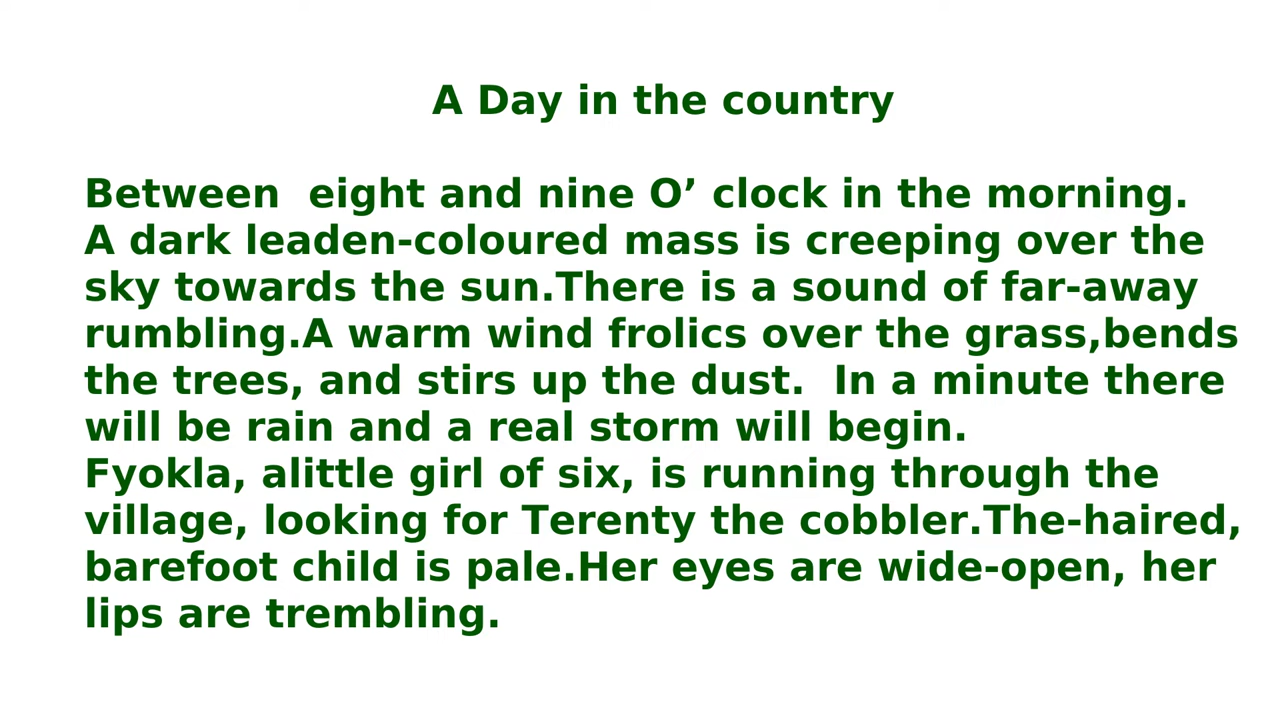 A Day in the country
Between  eight and nine O’ clock in the morning.
A dark leaden-coloured mass is creeping over the
sky towards the sun.There is a sound of far-away
rumbling.A warm wind frolics over the grass,bends
the trees, and stirs up the dust.  In a minute there
will be rain and a real storm will begin.
Fyokla, alittle girl of six, is running through the
village, looking for Terenty the cobbler.The-haired,
barefoot child is pale.Her eyes are wide-open, her
lips are trembling.